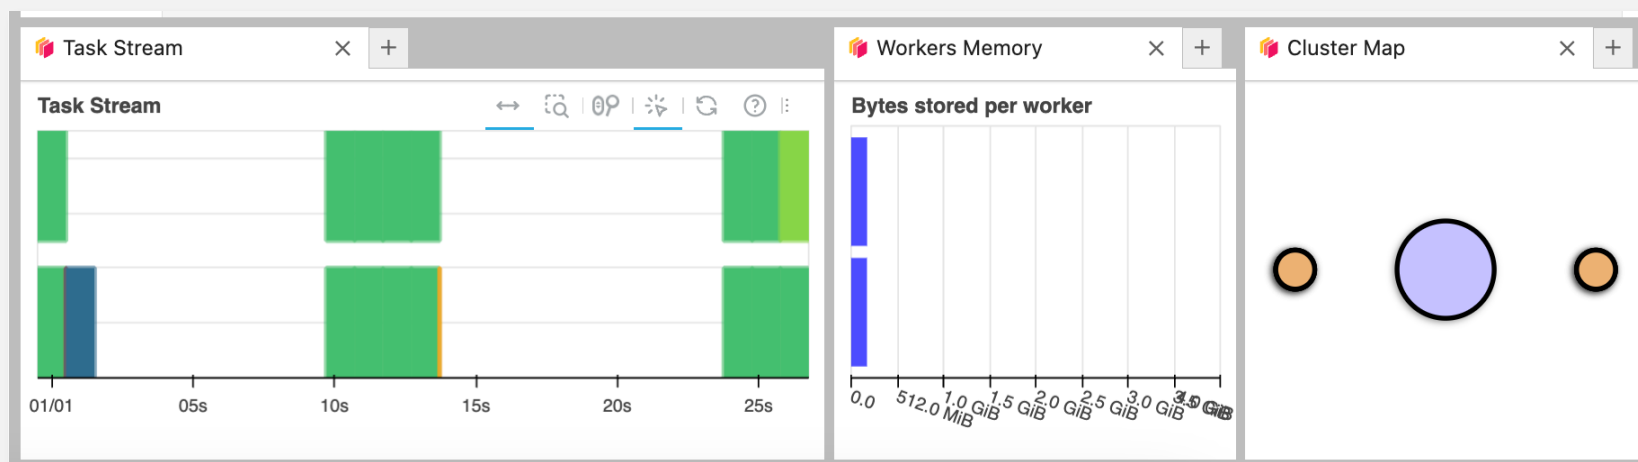 Task Stream
Workers Memory
Cluster Map
Task Stream
01/01 05s 10s 15s 20s 25s
Bytes stored per worker
0.0 512.0 MiB 1.0 GiB 1.5 GiB 2.0 GiB 2.5 GiB 3.0 GiB